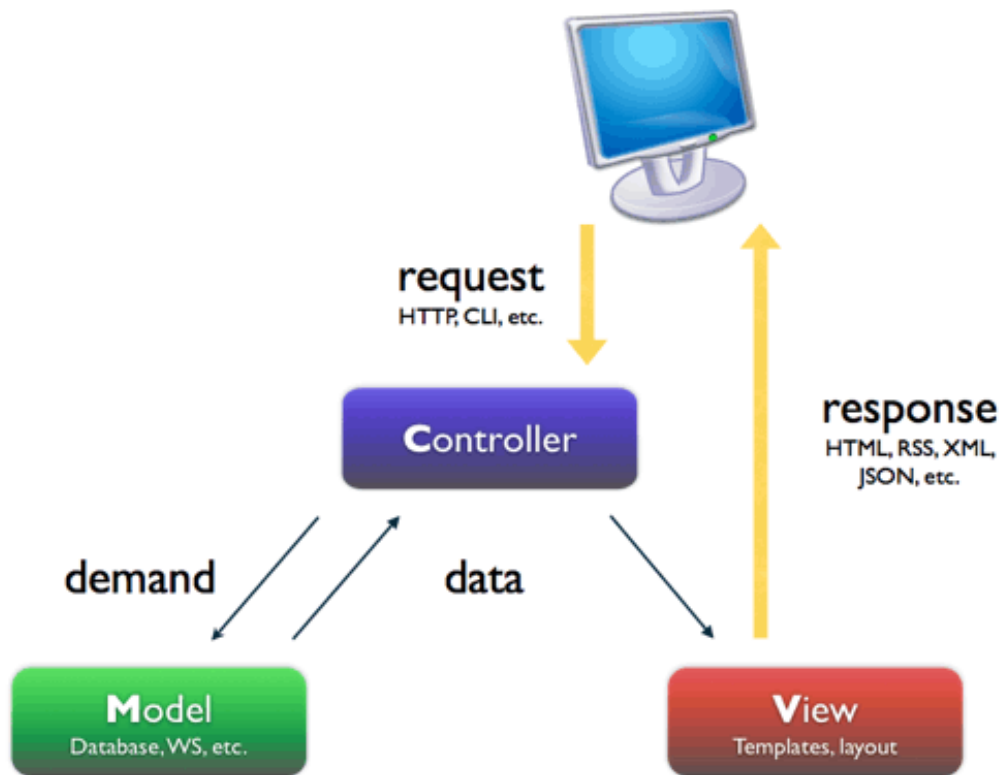 request
HTTP, CLI, etc.
Controller
response
HTML, RSS, XML,
JSON, etc.
demand
data
Model
Database, WS, etc.
View
Templates, layout